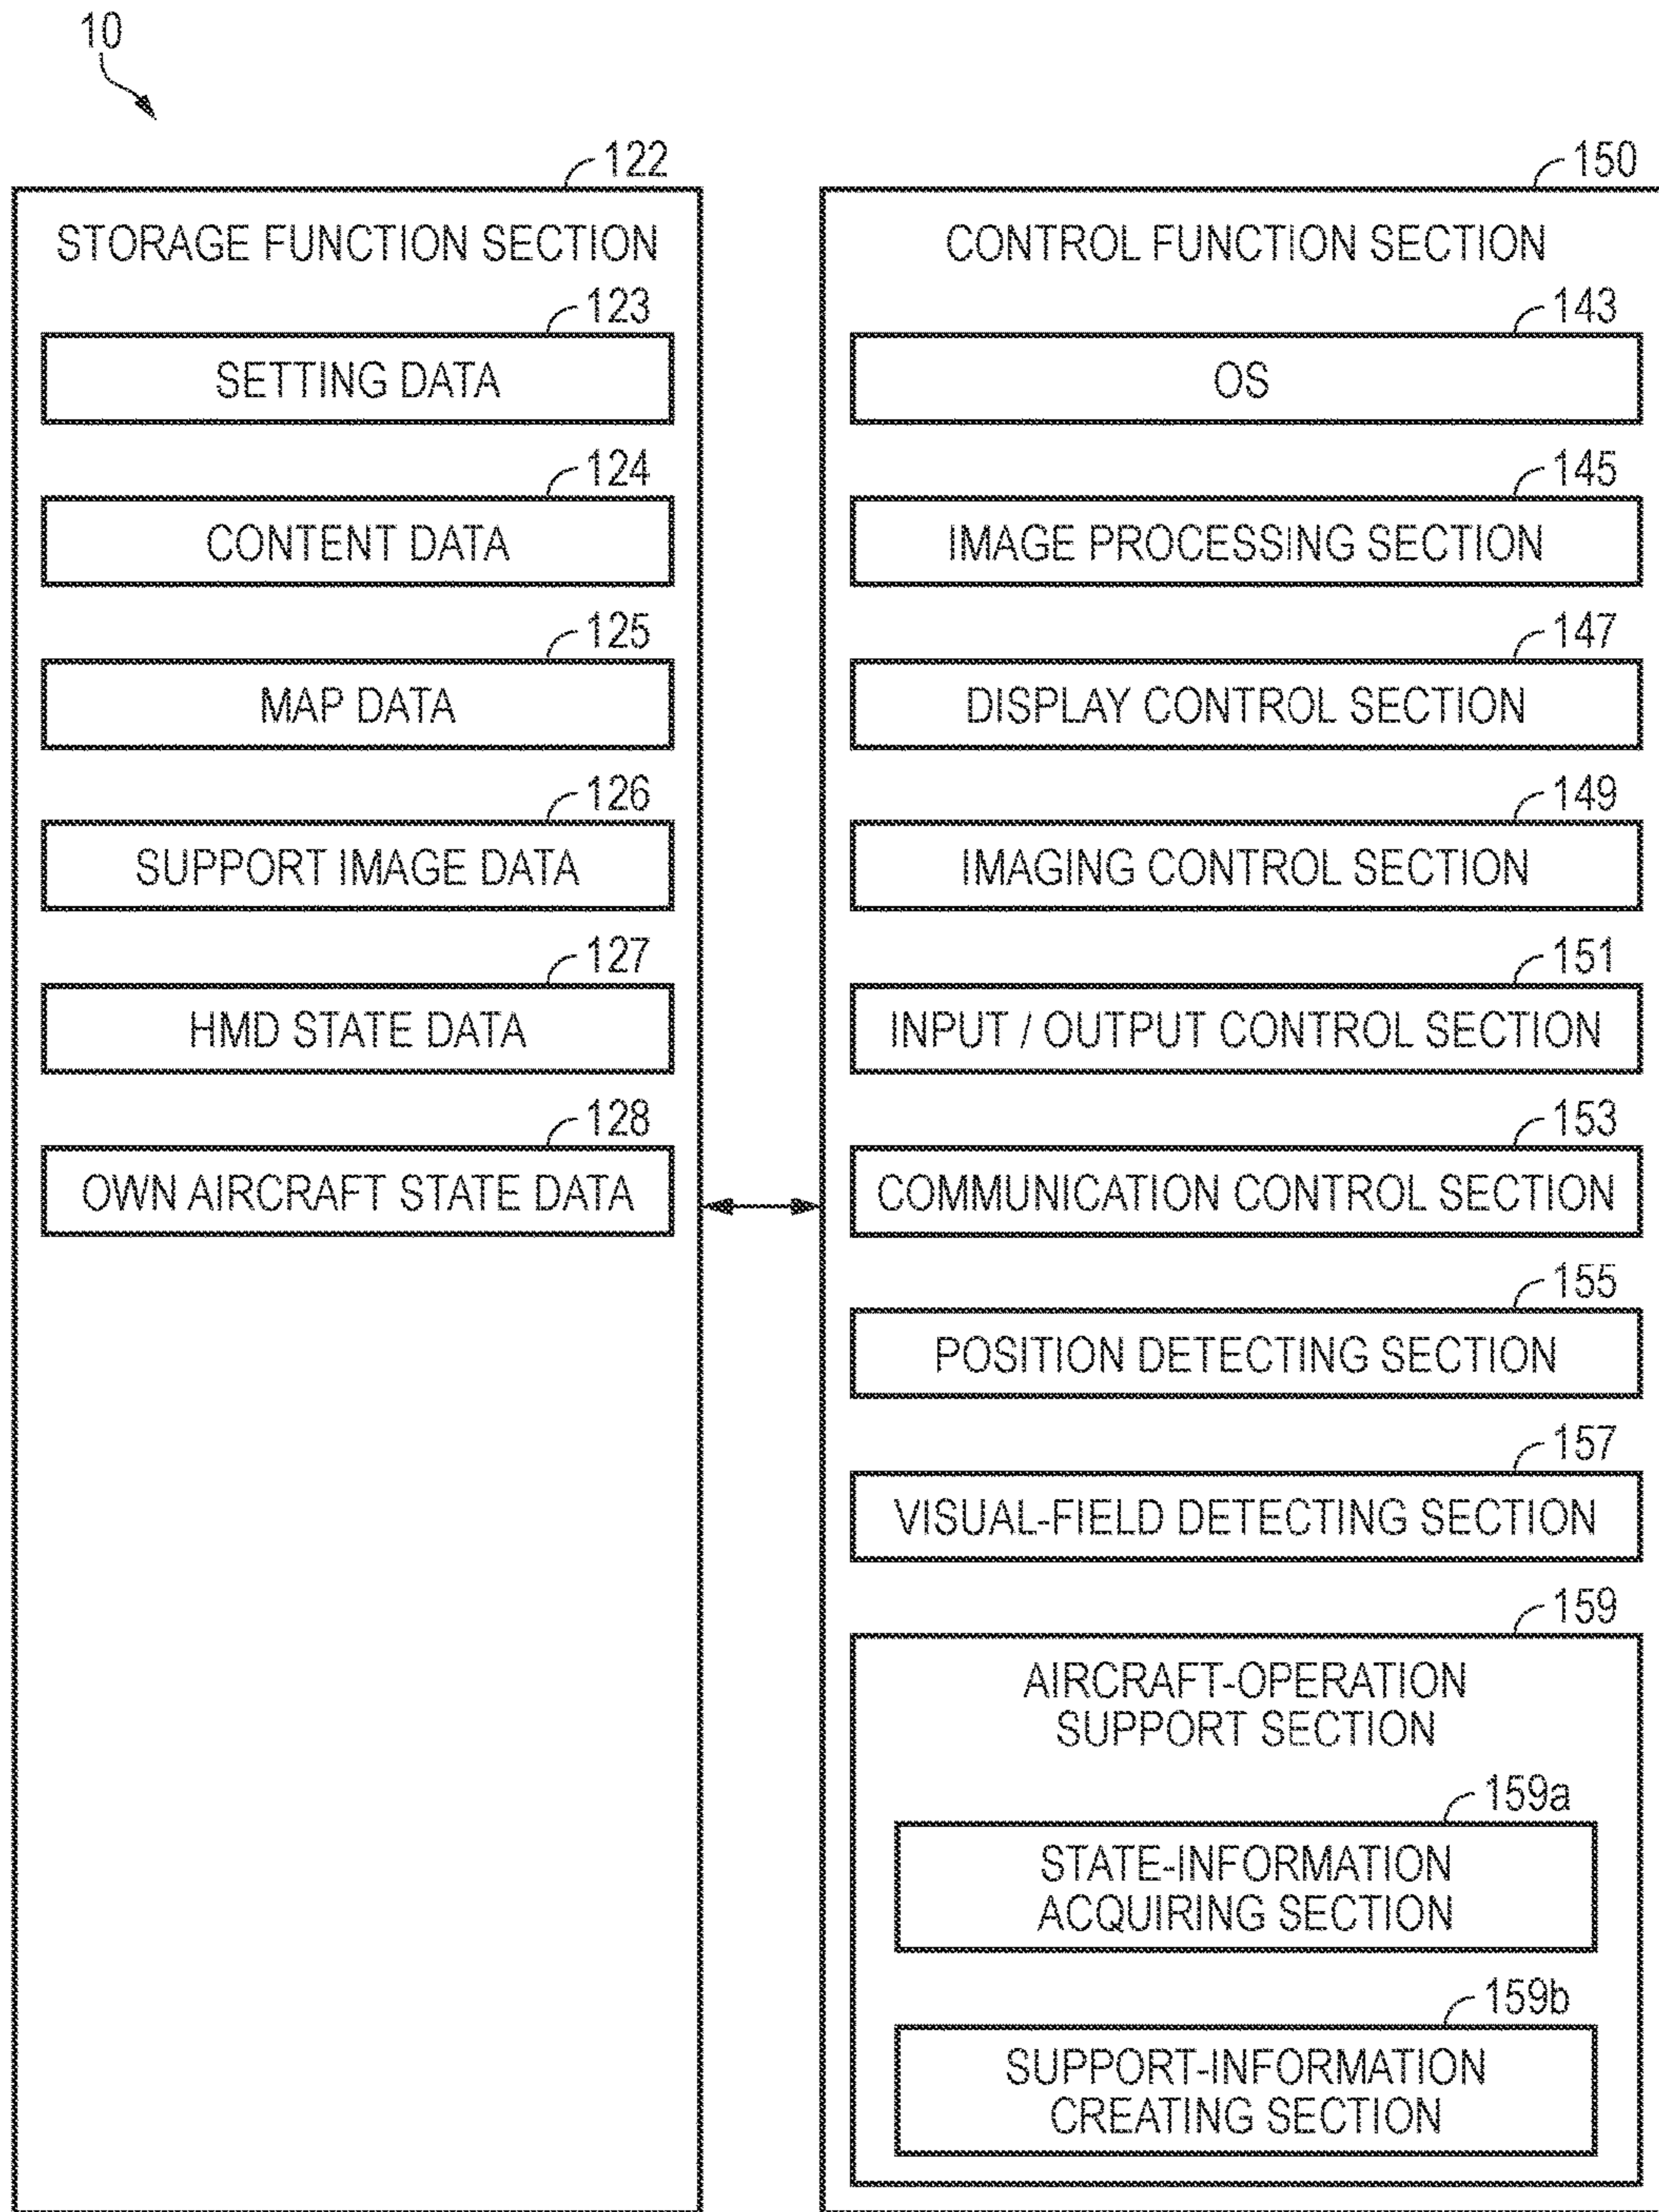 10
122
STORAGE FUNCTION SECTION
123
SETTING DATA
124
CONTENT DATA
125
MAP DATA
126
SUPPORT IMAGE DATA
127
HMD STATE DATA
128
OWN AIRCRAFT STATE DATA
150
CONTROL FUNCTION SECTION
143
OS
145
IMAGE PROCESSING SECTION
147
DISPLAY CONTROL SECTION
149
IMAGING CONTROL SECTION
151
INPUT / OUTPUT CONTROL SECTION
153
COMMUNICATION CONTROL SECTION
155
POSITION DETECTING SECTION
157
VISUAL-FIELD DETECTING SECTION
159
AIRCRAFT-OPERATION
SUPPORT SECTION
159a
STATE-INFORMATION
ACQUIRING SECTION
159b
SUPPORT-INFORMATION
CREATING SECTION